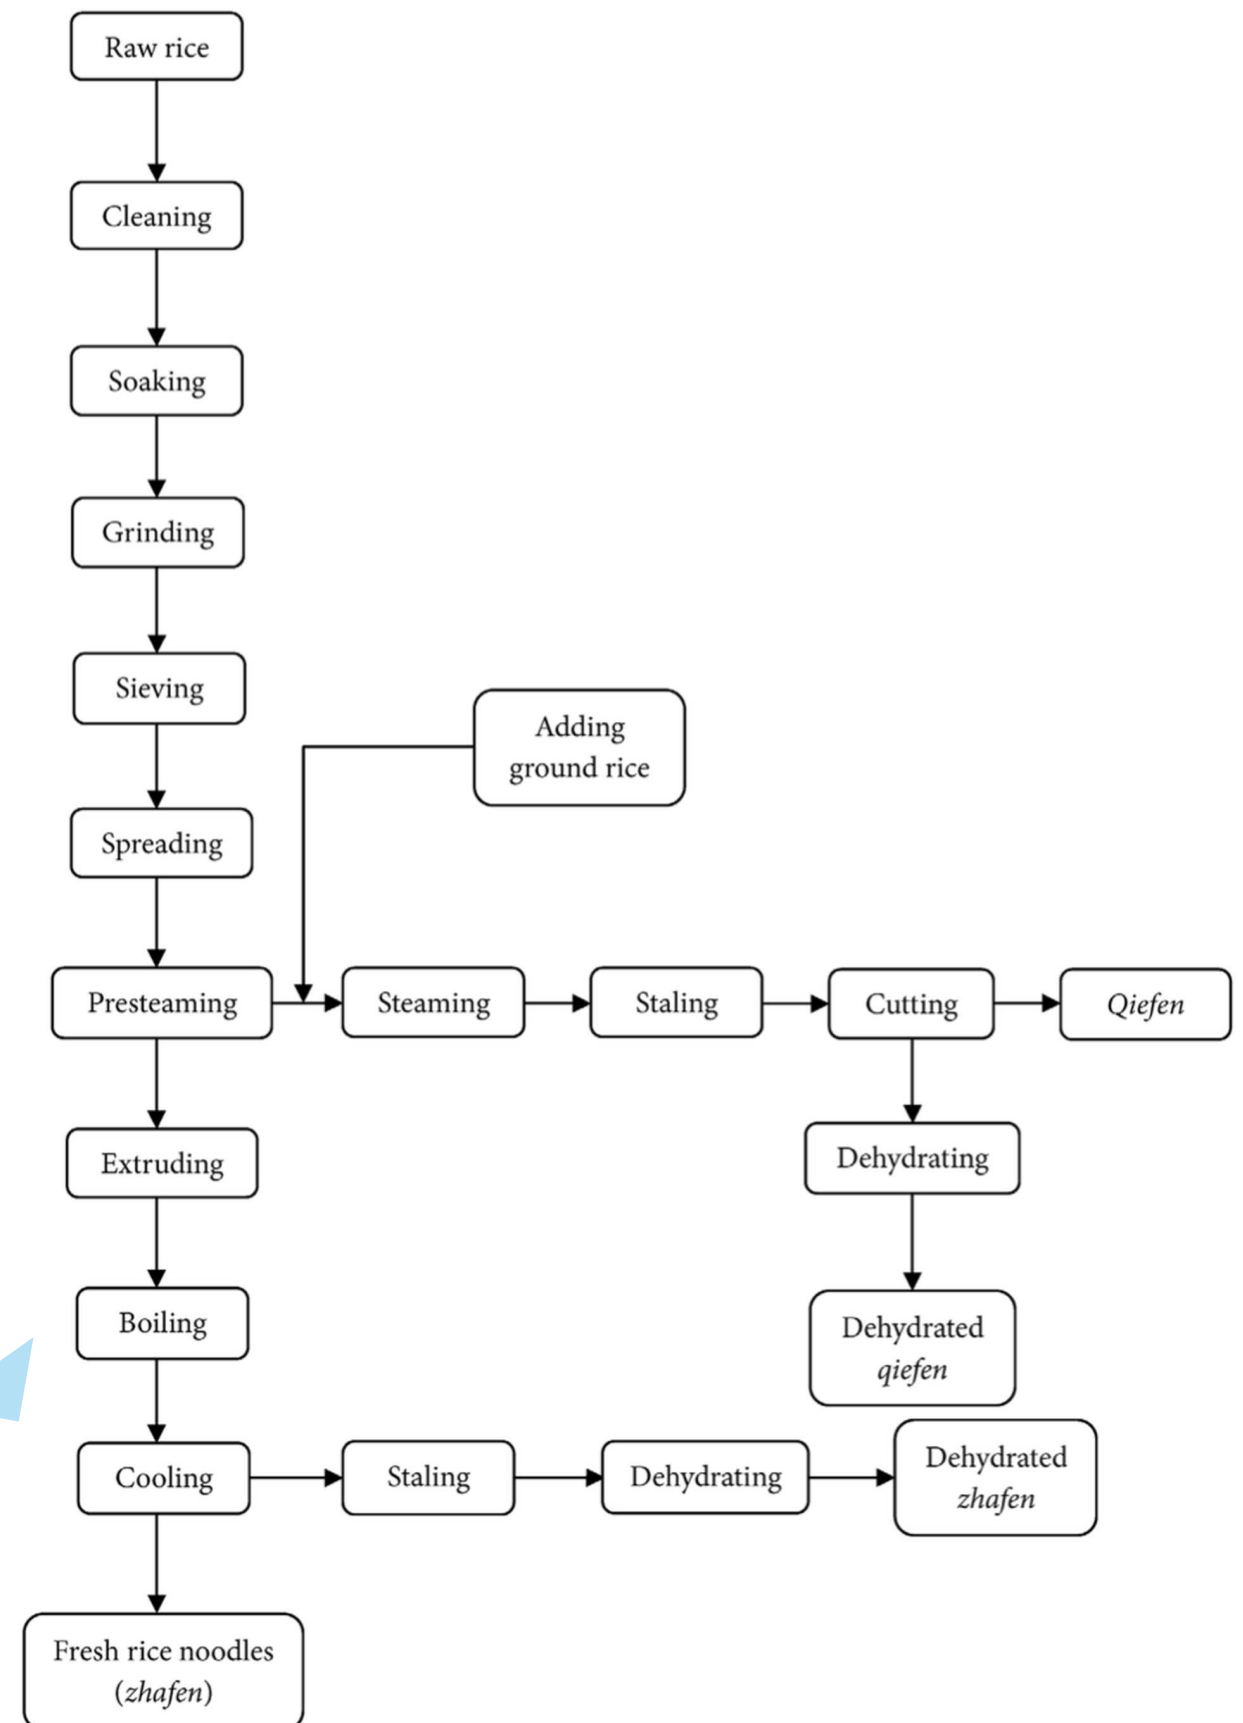 Raw rice
Cleaning
Soaking
Grinding
Sieving
Adding
ground rice
Spreading
Presteaming
Steaming
Staling
Cutting
Qiefen
Extruding
Dehydrating
Boiling
Dehydrated
qiefen
Cooling
Staling
Dehydrating
Dehydrated
zhafen
Fresh rice noodles
(zhafen)